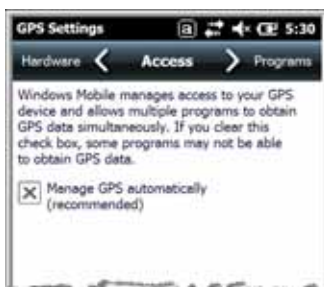 GPS Settings a 5:30
Hardware Access Programs
Windows Mobile manages access to your GPS
device and allows multiple programs to obtain
GPS data simultaneously. If you clear this
check box, some programs may not be able
to obtain GPS data.
Manage GPS automatically
(recommended)